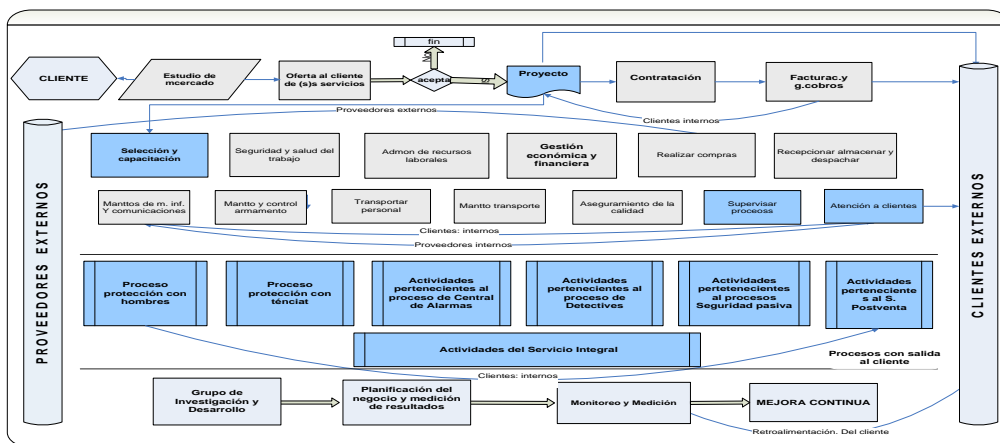 fin
No
CLIENTE
Estudio de
mcercado
Oferta al cliente
de (s)s servicios
acepta
S
Proyecto
Contratación
Facturac.y
g.cobros
Proveedores externos
Clientes internos
PROVEEDORES EXTERNOS
CLIENTES EXTERNOS
Selección y
capacitación
Seguridad y salud del
trabajo
Admon de recursos
laborales
Gestión
económica y
financiera
Realizar compras
Recepcionar almacenar y
despachar
Manttos de m. inf.
Y comunicaciones
Mantto y control
armamento
Transportar
personal
Mantto transporte
Aseguramiento de la
calidad
Supervisar
proceoss
Atención a clientes
Clientes: internos
Proveedores internos
Proceso
protección con
hombres
Proceso
protección con
ténciat
Actividades
pertenecientes al
proceso de Central
de Alarmas
Actividades
pertenecientes al
proceso de
Detectives
Actividades
pertetenecientes
al procesos
Seguridad pasiva
Actividades
perteneciente
s al S.
Postventa
Actividades del Servicio Integral
Procesos con salida
al cliente
Clientes: internos
Grupo de
Investigación y
Desarrollo
Planificación del
negocio y medición
de resultados
Monitoreo y Medición
MEJORA CONTINUA
Retroalimentación. Del cliente